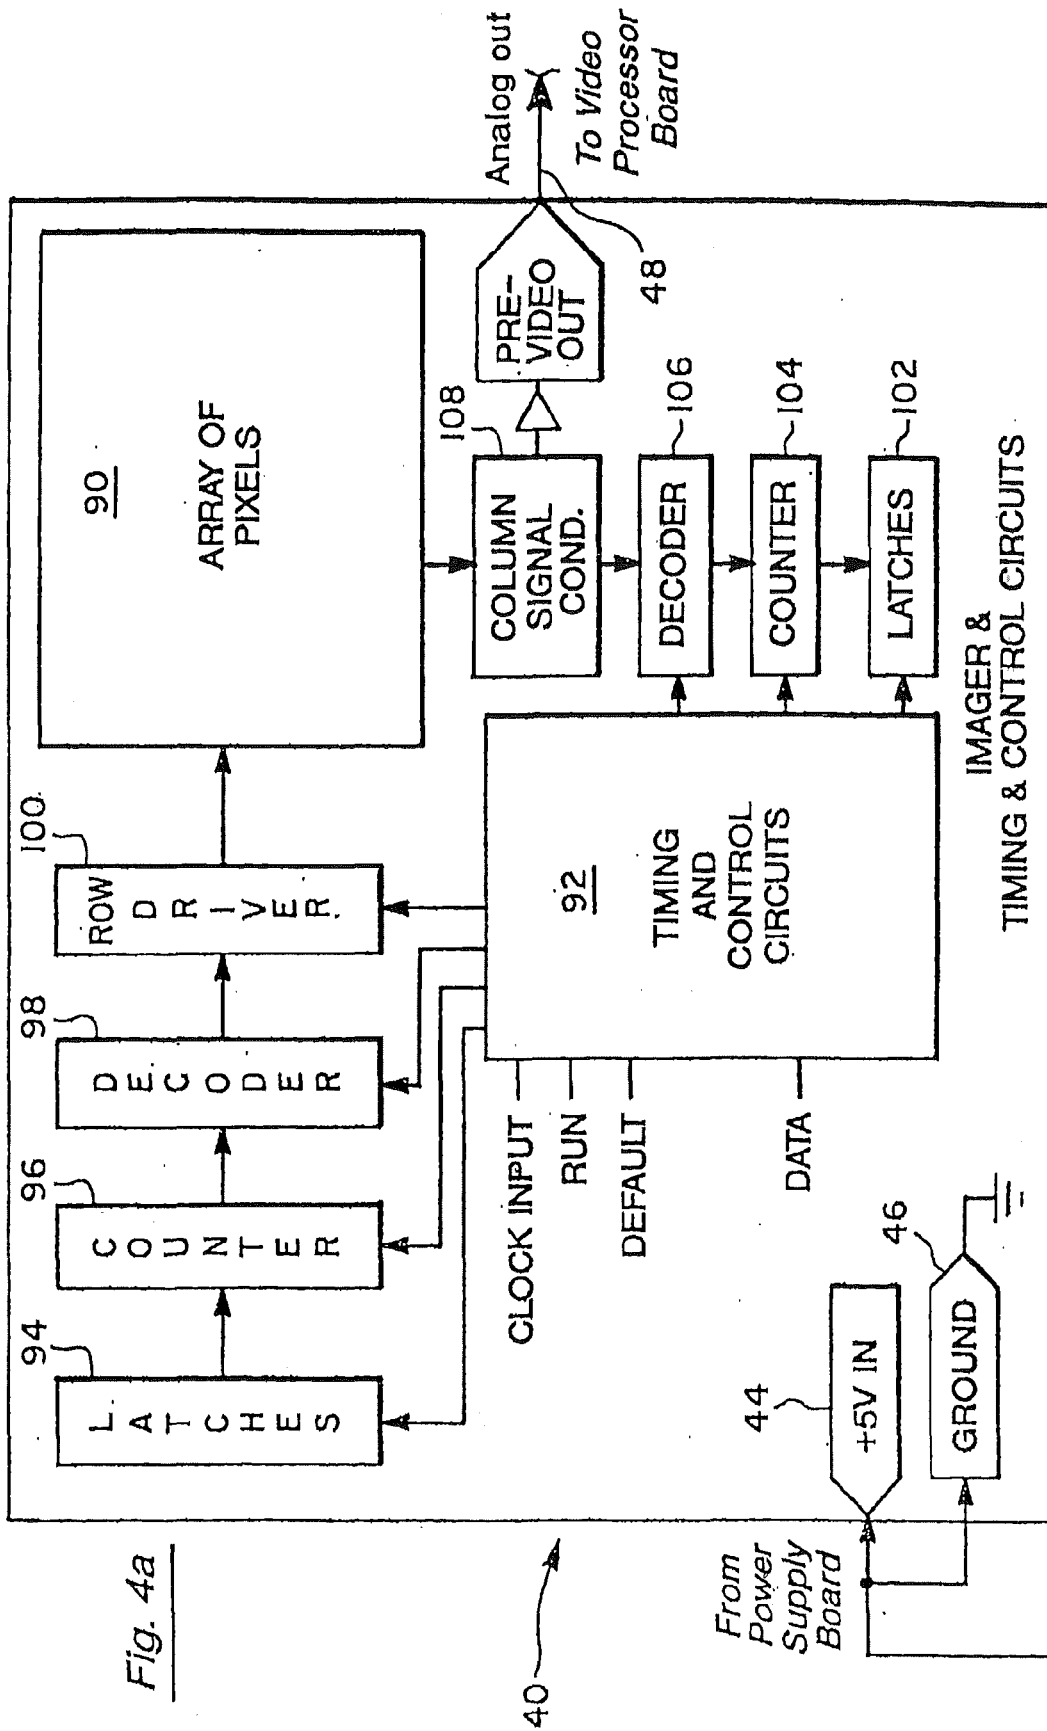 Fig. 4a
40
94
LATCHES
96
COUNTER
98
DECODER
100
ROW
DRIVER
90
ARRAY OF
PIXELS
92
TIMING
AND
CONTROL
CIRCUITS
CLOCK INPUT
RUN
DEFAULT
DATA
108
COLUMN
SIGNAL
COND.
PRE-
VIDEO
OUT
48
Analog out
To Video
Processor
Board
DECODER
106
COUNTER
104
LATCHES
102
From
Power
Supply
Board
44
+5V IN
46
GROUND
IMAGER &
TIMING & CONTROL CIRCUITS